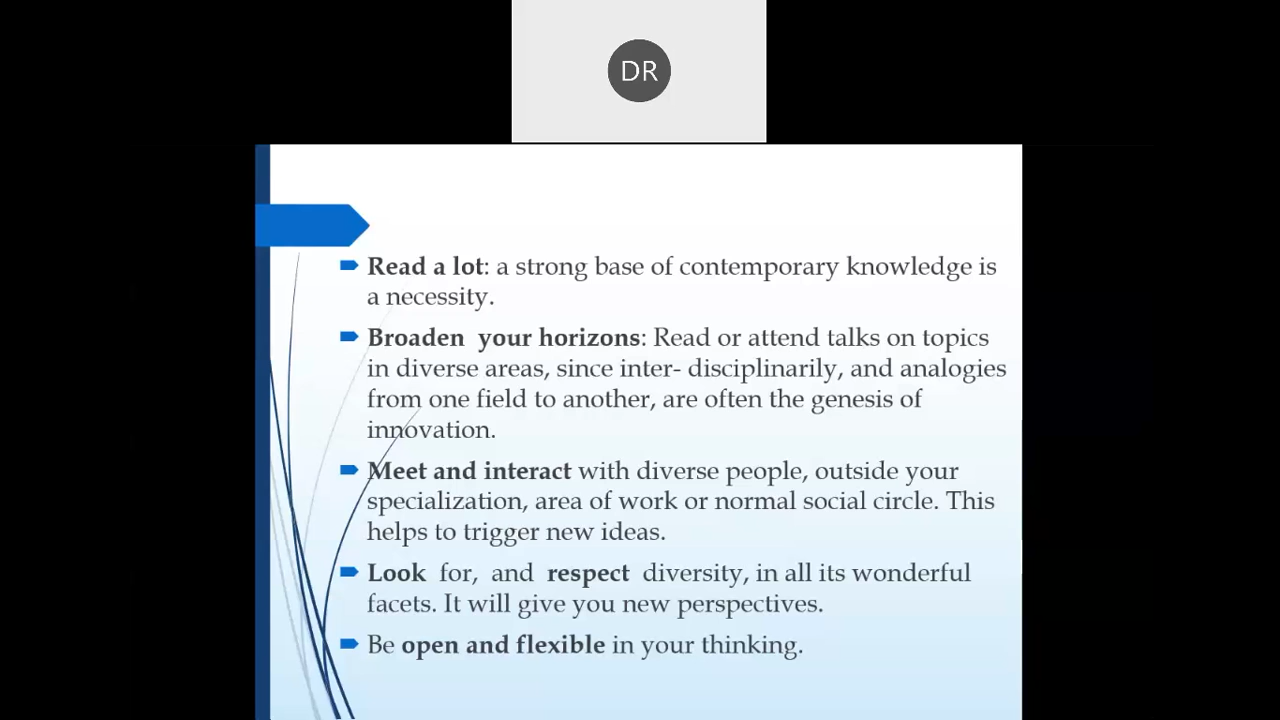 DR
Read a lot: a strong base of contemporary knowledge is
a necessity.
Broaden your horizons: Read or attend talks on topics
in diverse areas, since inter- disciplinarily, and analogies
from one field to another, are often the genesis of
innovation.
Meet and interact with diverse people, outside your
specialization, area of work or normal social circle. This
helps to trigger new ideas.
Look for, and respect diversity, in all its wonderful
facets. It will give you new perspectives.
Be open and flexible in your thinking.